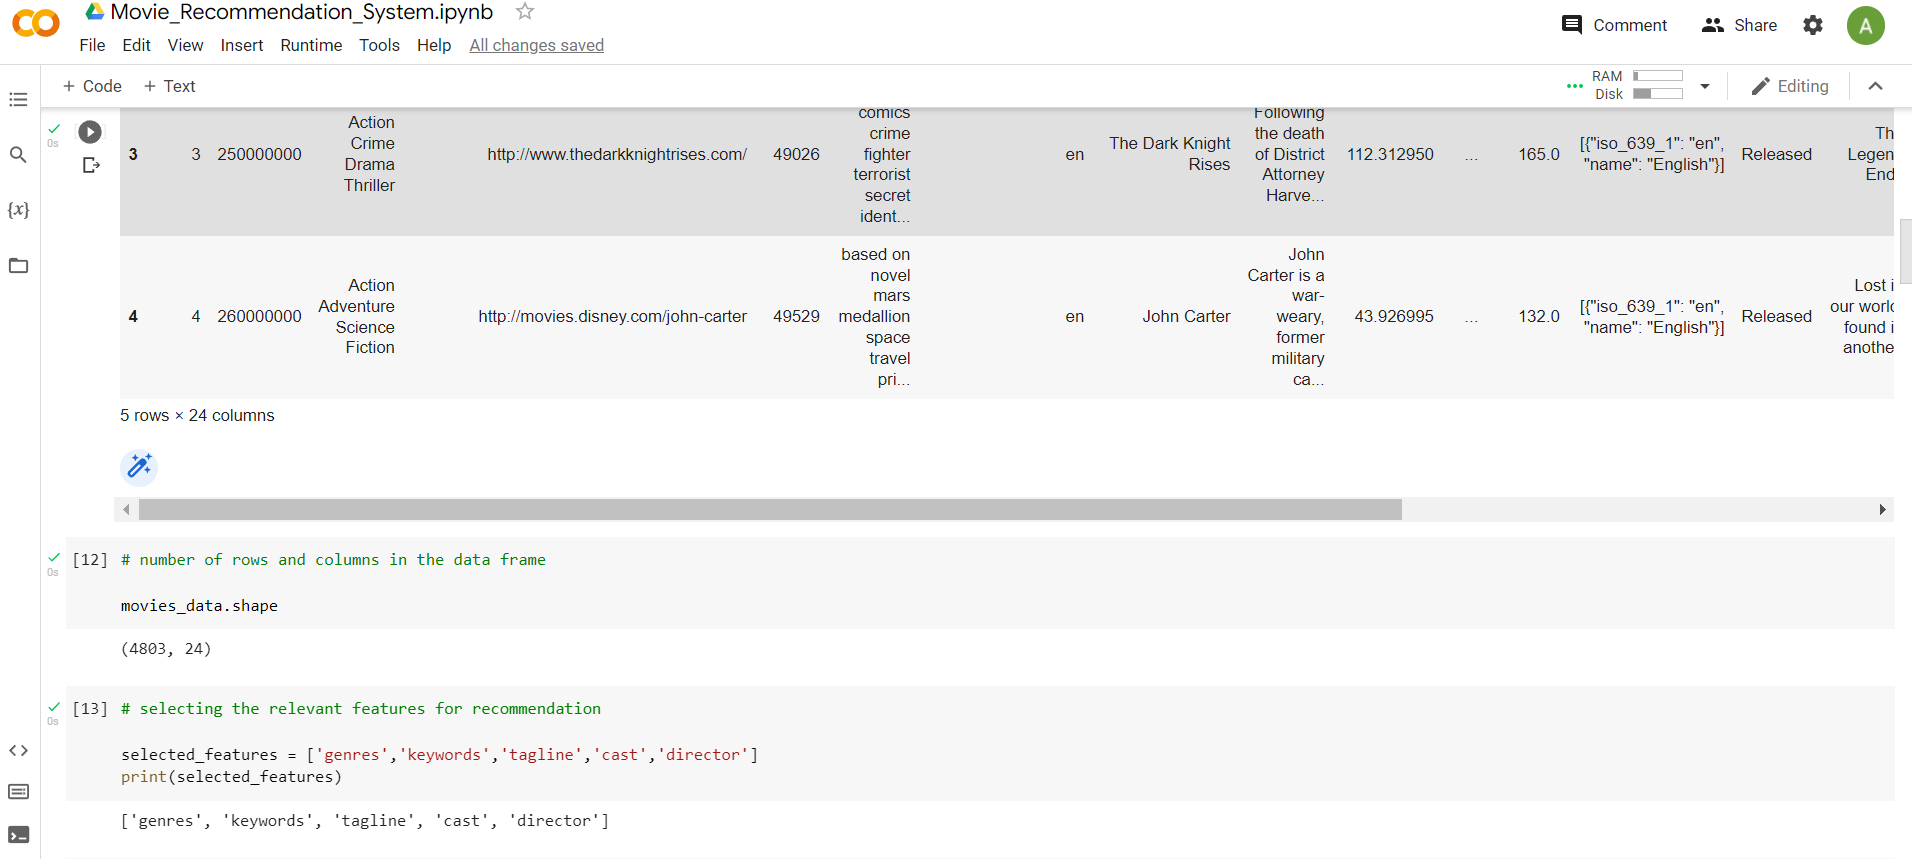 Movie_Recommendation_System.ipynb
File Edit View Insert Runtime Tools Help All changes saved
Comment Share A
+ Code + Text
RAM
Disk
Editing
0s
3 3 250000000
Action
Crime
Drama
Thriller
http://www.thedarkknightrises.com/ 49026
comics
crime
fighter
terrorist
secret
ident...
en
The Dark Knight
Rises
Following
the death
of District
Attorney
Harve...
112.312950 ... 165.0
[{"iso_639_1": "en",
"name": "English"}]
Released
Th
Legen
End
{x}
4 4 260000000
Action
Adventure
Science
Fiction
http://movies.disney.com/john-carter 49529
based on
novel
mars
medallion
space
travel
pri...
en
John Carter
John
Carter is a
war-
weary,
former
military
ca...
43.926995 ... 132.0
[{"iso_639_1": "en",
"name": "English"}]
Released
Lost i
our world
found i
anothe
5 rows × 24 columns
[12] # number of rows and columns in the data frame
0s
movies_data.shape
(4803, 24)
[13] # selecting the relevant features for recommendation
0s
selected_features = ['genres','keywords','tagline','cast','director']
print(selected_features)
['genres', 'keywords', 'tagline', 'cast', 'director']